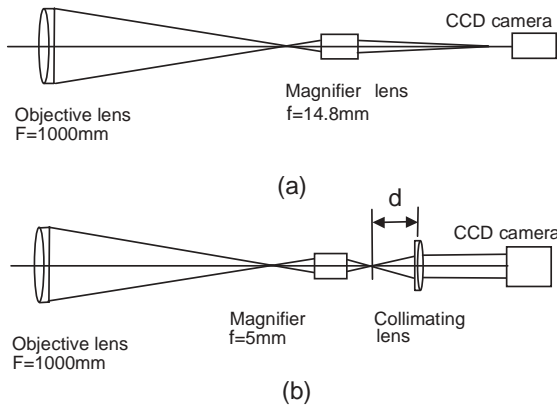 CCD camera
Objective lens
F=1000mm
Magnifier lens
f=14.8mm
(a)
d
CCD camera
Objective lens
F=1000mm
Magnifier
f=5mm
Collimating
lens
(b)